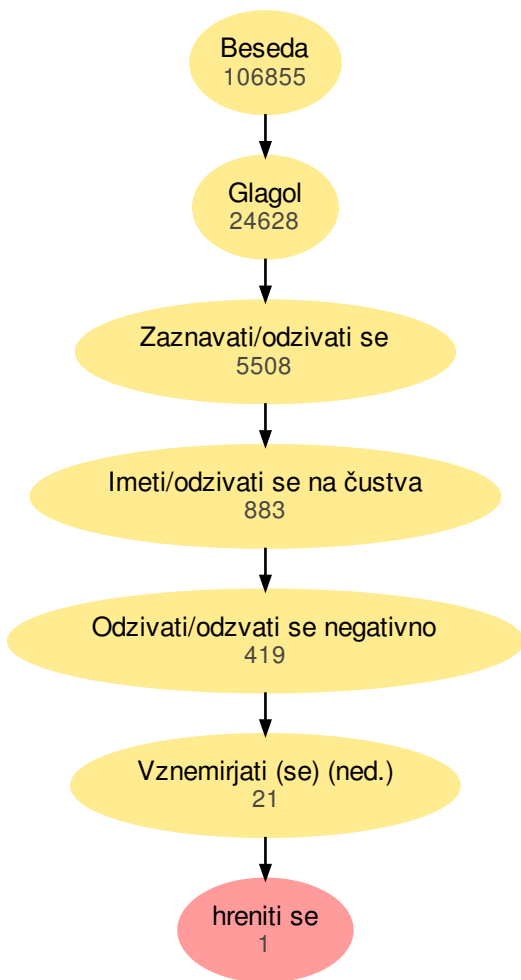 Beseda
106855
Glagol
24628
Zaznavati/odzivati se
5508
Imeti/odzivati se na čustva
883
Odzivati/odzvati se negativno
419
Vznemirjati (se) (ned.)
21
hreniti se
1